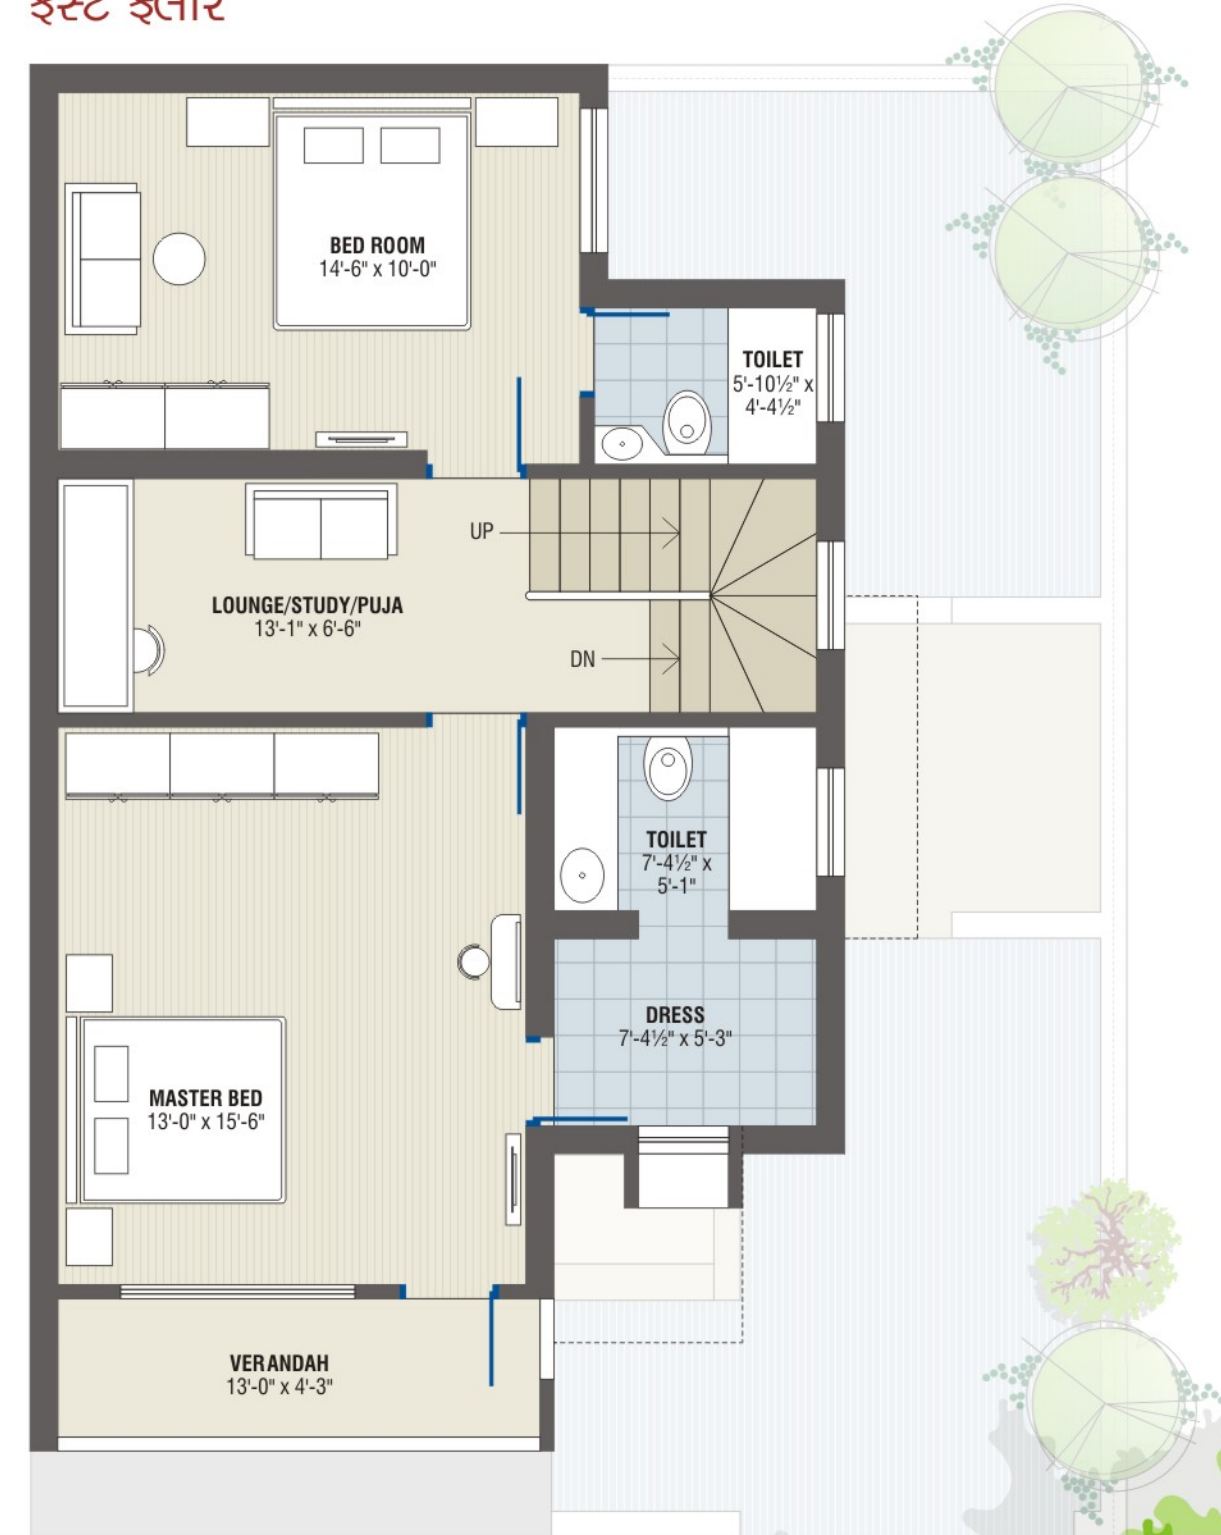 BED ROOM
14'-6" x 10'-0"
TOILET
5'-10½" x
4'-4½"
UP
LOUNGE/STUDY/PUJA
13'-1" x 6'-6"
DN
TOILET
7'-4½" x
5'-1"
DRESS
7'-4½" x 5'-3"
MASTER BED
13'-0" x 15'-6"
VERANDAH
13'-0" x 4'-3"